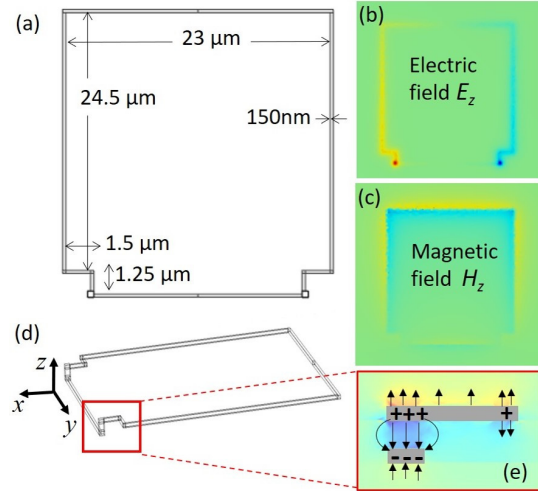 (a)
23 μm
24.5 μm
150nm
1.5 μm
1.25 μm
(b)
Electric
field Ez
(c)
Magnetic
field Hz
(d)
z
x
y
+++
+
---
(e)